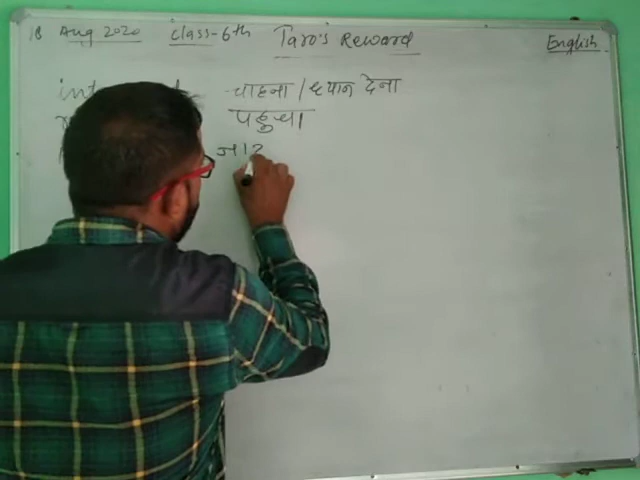 18 Aug 2020 Class-6th Taro's Reward English
चाहना / ध्यान देना
पहुचा